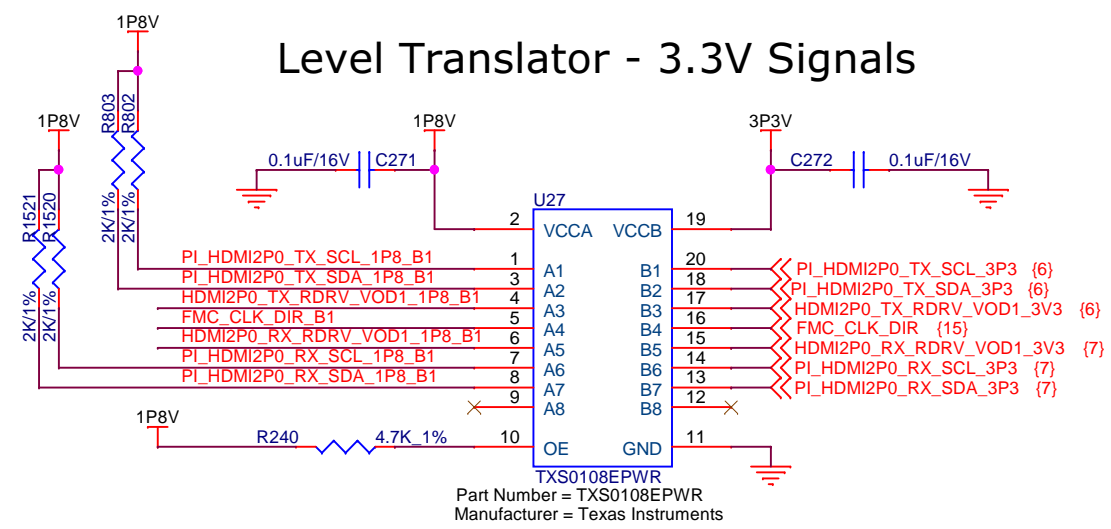 1P8V
Level Translator - 3.3V Signals
R803
R802
2K/1%
2K/1%
1P8V
R1521
R1520
2K/1%
2K/1%
1P8V
3P3V
0.1uF/16V
C271
C272
0.1uF/16V
U27
2
VCCA
VCCB
19
PI_HDMI2P0_TX_SCL_1P8_B1
1
A1
B1
20
PI_HDMI2P0_TX_SCL_3P3 {6}
PI_HDMI2P0_TX_SDA_1P8_B1
3
A2
B2
18
PI_HDMI2P0_TX_SDA_3P3 {6}
HDMI2P0_TX_RDRV_VOD1_1P8_B1
4
A3
B3
17
HDMI2P0_TX_RDRV_VOD1_3V3 {6}
FMC_CLK_DIR_B1
5
A4
B4
16
FMC_CLK_DIR {15}
HDMI2P0_RX_RDRV_VOD1_1P8_B1
6
A5
B5
15
HDMI2P0_RX_RDRV_VOD1_3V3 {7}
PI_HDMI2P0_RX_SCL_1P8_B1
7
A6
B6
14
PI_HDMI2P0_RX_SCL_3P3 {7}
PI_HDMI2P0_RX_SDA_1P8_B1
8
A7
B7
13
PI_HDMI2P0_RX_SDA_3P3 {7}
9
A8
B8
12
1P8V
R240
4.7K_1%
10
OE
GND
11
TXS0108EPWR
Part Number = TXS0108EPWR
Manufacturer = Texas Instruments